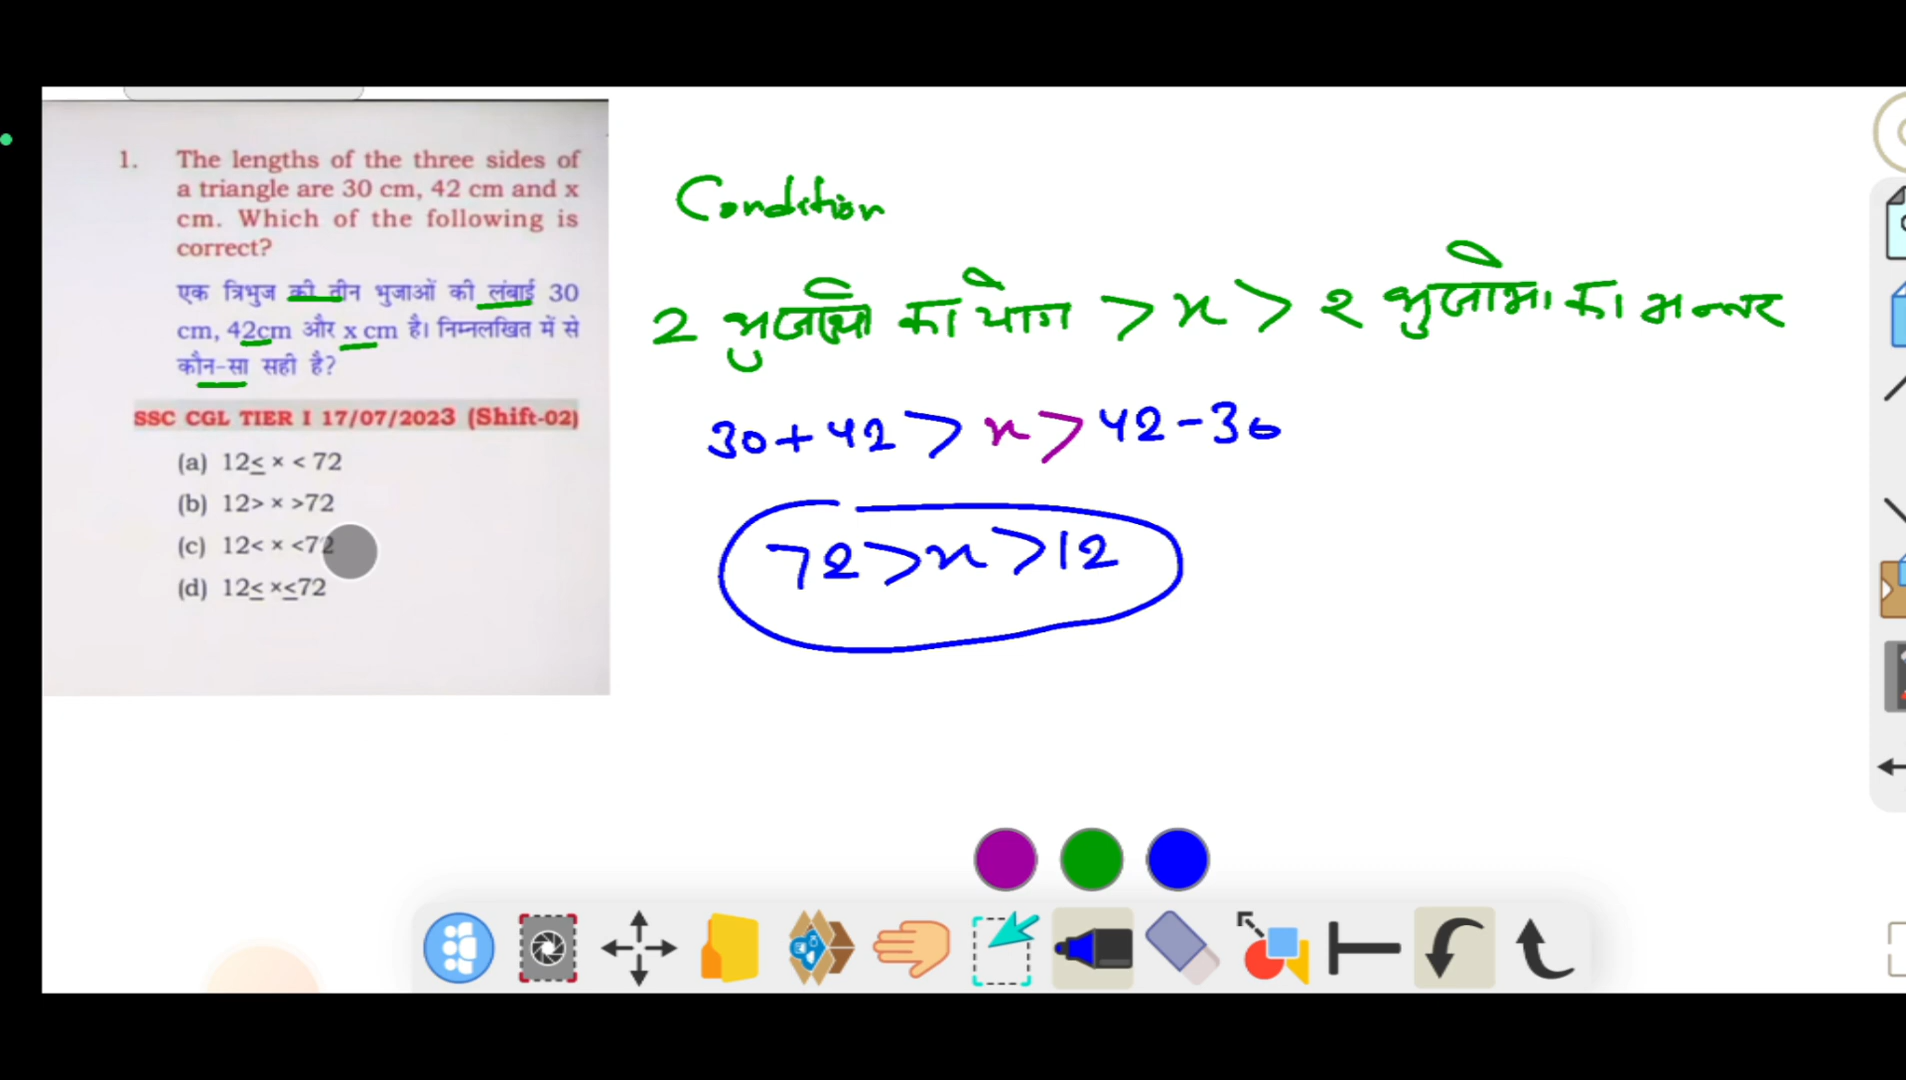 1. The lengths of the three sides of
a triangle are 30 cm, 42 cm and x
cm. Which of the following is
correct?
एक त्रिभुज की तीन भुजाओं की लंबाई 30
cm, 42cm और x cm है। निम्नलखित में से
कौन-सा सही है?
SSC CGL TIER I 17/07/2023 (Shift-02)
(a) 12≤ × < 72
(b) 12> × >72
(c) 12< × <72
(d) 12≤ ×≤72
Condition
2 भुजाओं का योग > x > 2 भुजाओं का अन्तर
30+42 > x > 42-30
72 > x > 12